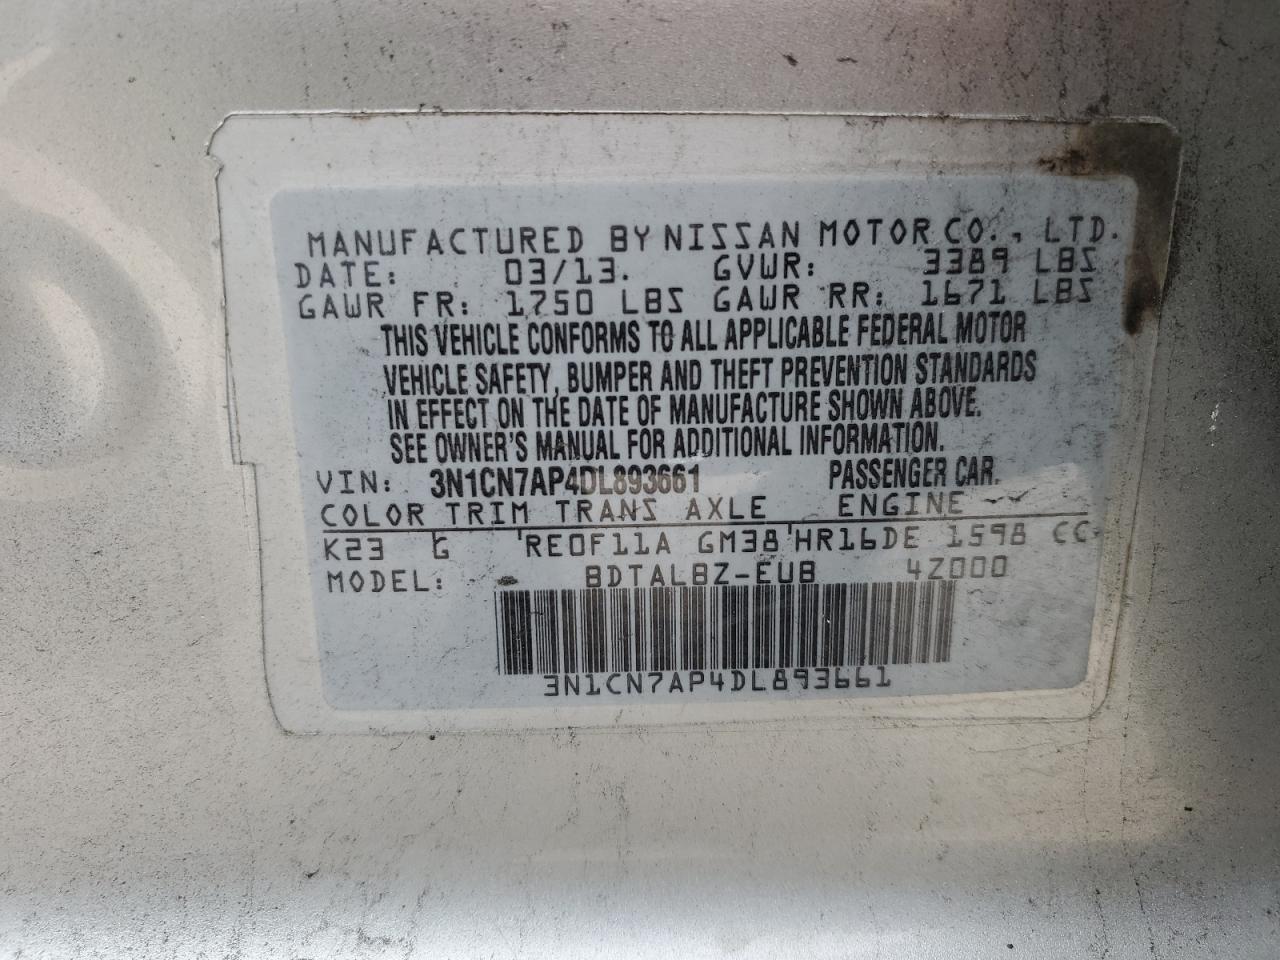 MANUFACTURED BY NISSAN MOTOR CO., LTD.
DATE: 03/13. GVWR: 3389 LBS
GAWR FR: 1750 LBS GAWR RR: 1671 LBS
THIS VEHICLE CONFORMS TO ALL APPLICABLE FEDERAL MOTOR
VEHICLE SAFETY, BUMPER AND THEFT PREVENTION STANDARDS
IN EFFECT ON THE DATE OF MANUFACTURE SHOWN ABOVE.
SEE OWNER'S MANUAL FOR ADDITIONAL INFORMATION.
VIN: 3N1CN7AP4DL893661 PASSENGER CAR.
COLOR TRIM TRANS AXLE ENGINE
K23 G RE0F11A GM38 HR16DE 1598 CC
MODEL: BDTALBZ-EUB 4Z000
3N1CN7AP4DL893661